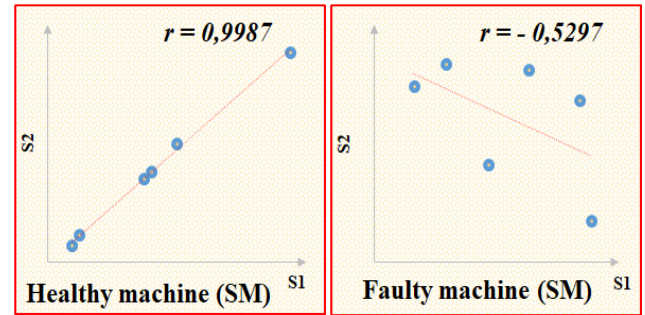 r = 0,9987
S2
S1
Healthy machine (SM)
r = - 0,5297
S2
S1
Faulty machine (SM)